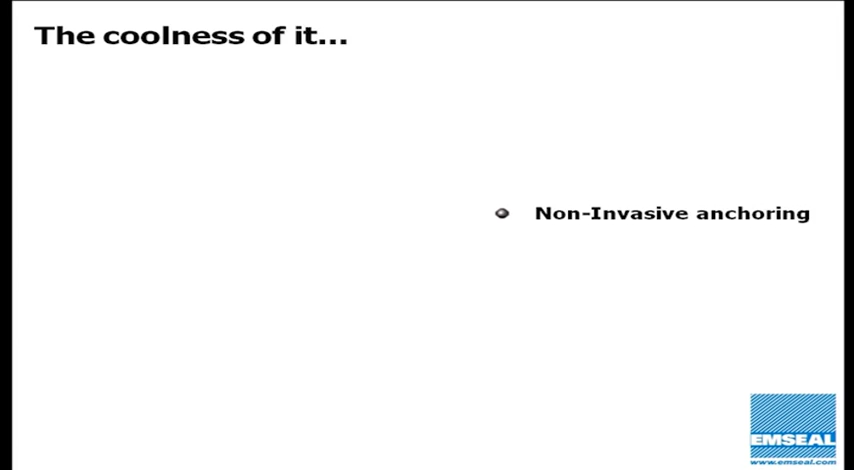 The coolness of it...
Non-Invasive anchoring
EMSEAL
www.emseal.com